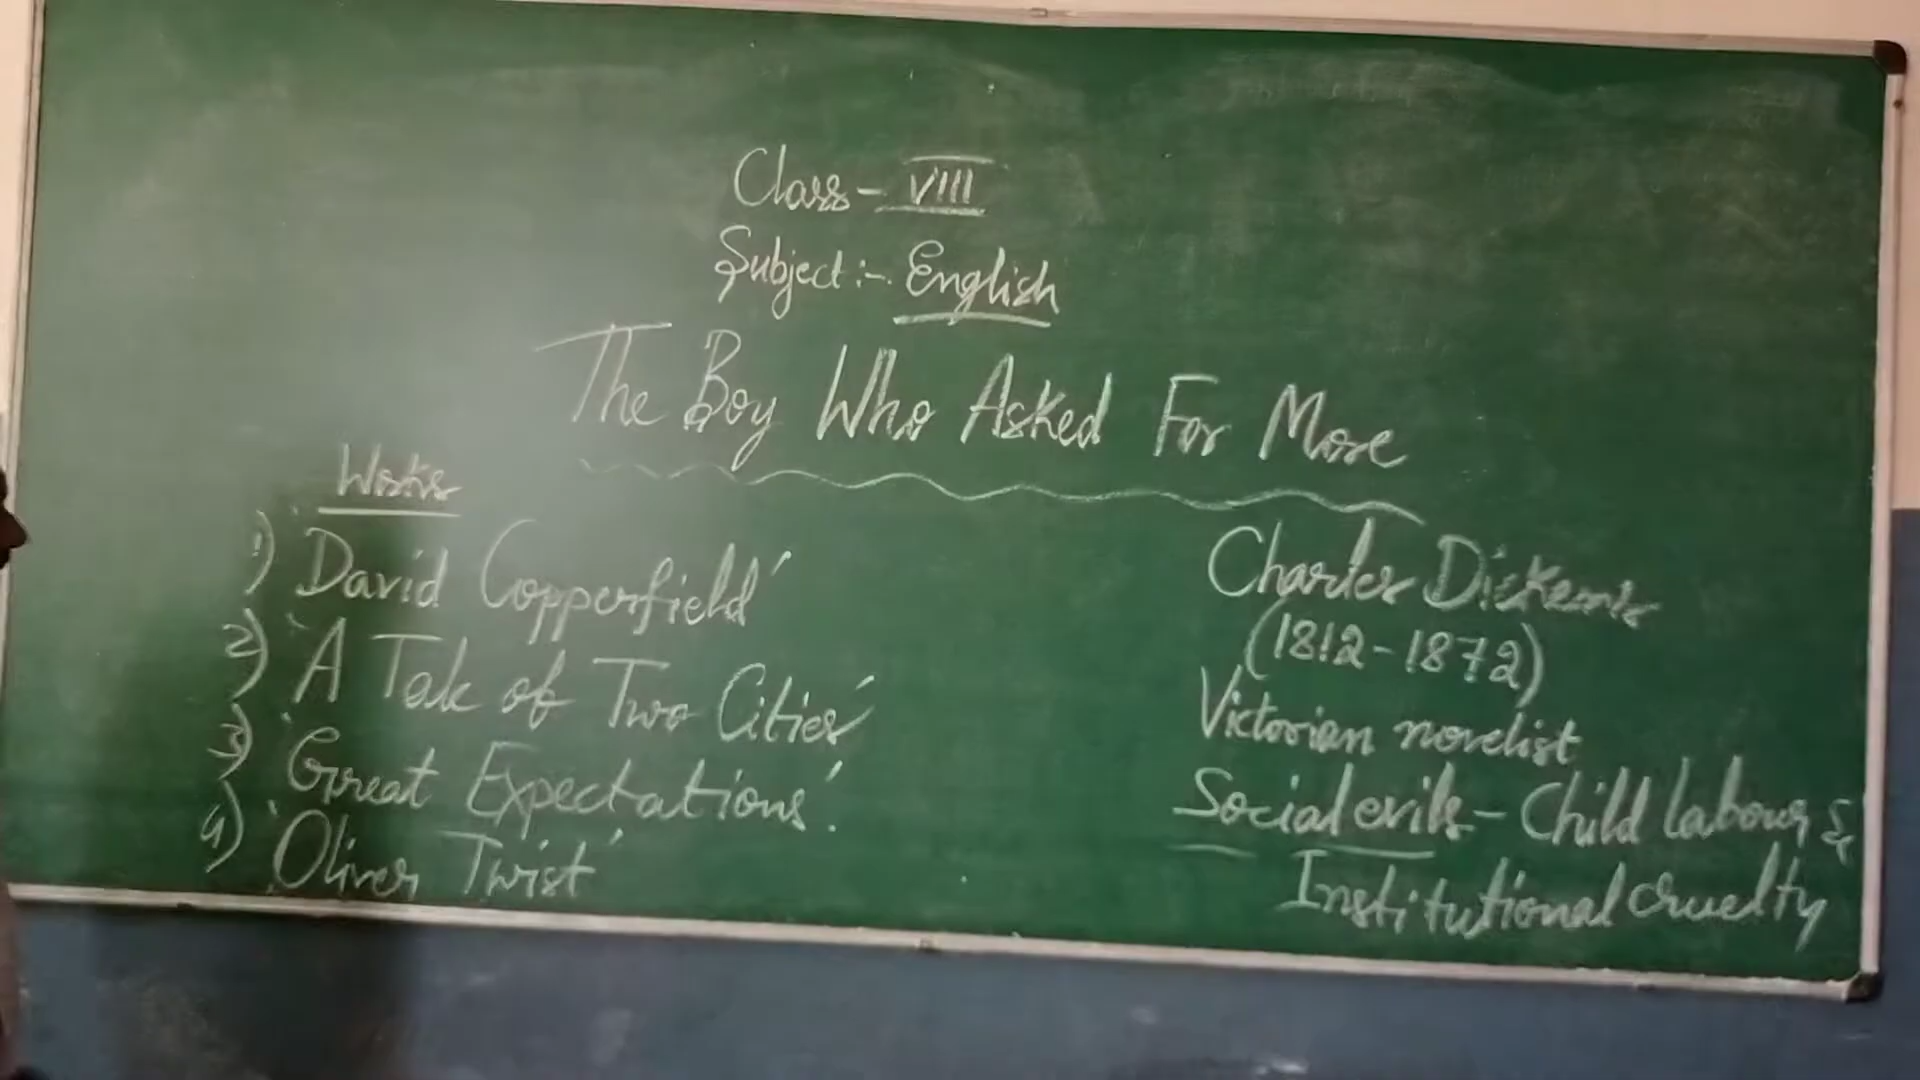 Class - VIII
Subject :- English
The Boy Who Asked For More
Works
1) 'David Copperfield'
2) 'A Tale of Two Cities'
3) 'Great Expectations'.
4) 'Oliver Twist'
Charles Dickens
(1812-1872)
Victorian novelist
Social evils - Child labour &
Institutional cruelty